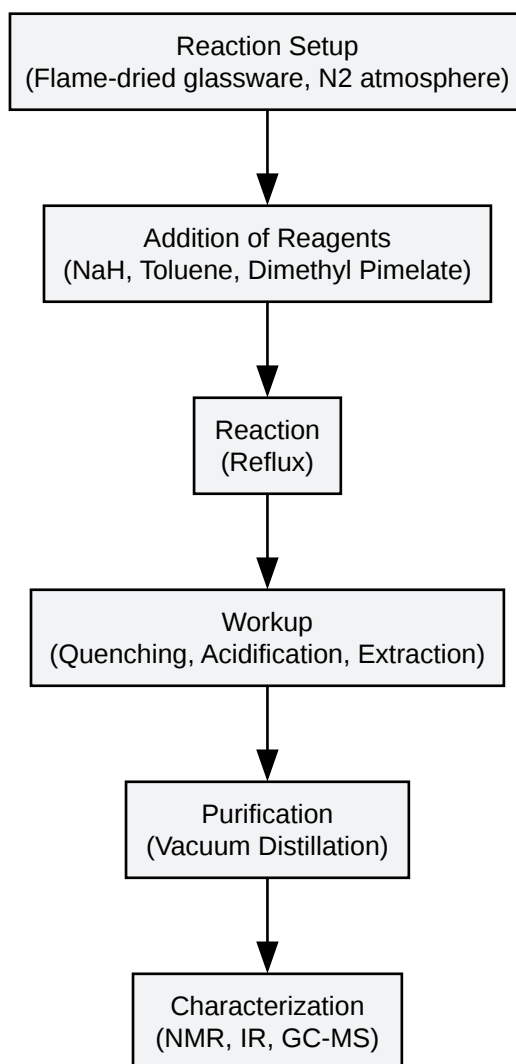 Reaction Setup
(Flame-dried glassware, N2 atmosphere)
Addition of Reagents
(NaH, Toluene, Dimethyl Pimelate)
Reaction
(Reflux)
Workup
(Quenching, Acidification, Extraction)
Purification
(Vacuum Distillation)
Characterization
(NMR, IR, GC-MS)